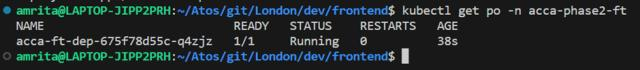 amrita@LAPTOP-JIPP2PRH:~/Atos/git/London/dev/frontend$ kubectl get po -n acca-phase2-ft
NAME READY STATUS RESTARTS AGE
acca-ft-dep-675f78d55c-q4zjz 1/1 Running 0 38s
amrita@LAPTOP-JIPP2PRH:~/Atos/git/London/dev/frontend$